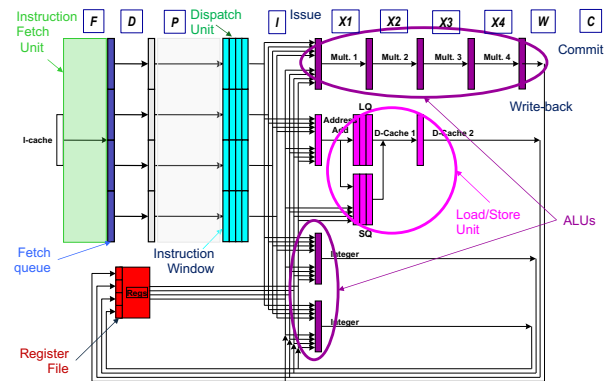 Instruction
Fetch
Unit
F
D
P
Dispatch
Unit
I
Issue
X1
X2
X3
X4
W
C
Mult. 1
Mult. 2
Mult. 3
Mult. 4
Commit
Write-back
I-cache
LQ
Address
Add
D-Cache 1
D-Cache 2
Load/Store
Unit
ALUs
SQ
Fetch
queue
Instruction
Window
Integer
Regs
Integer
Register
File